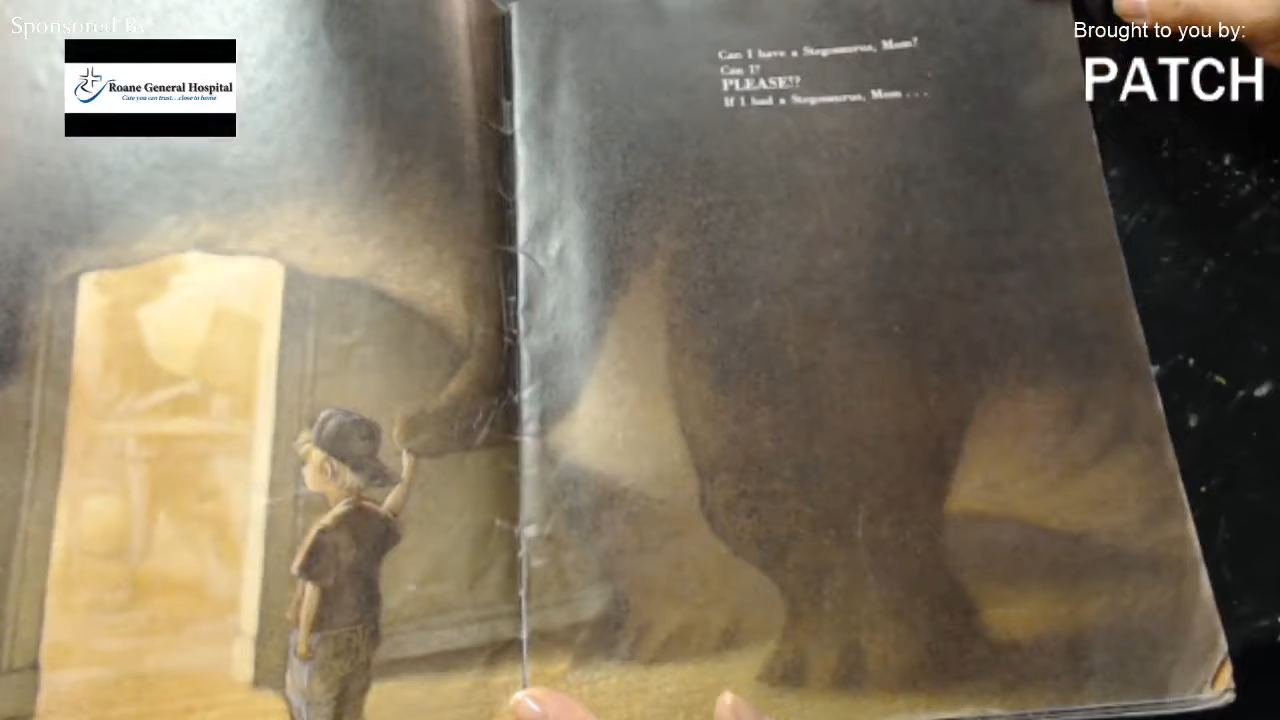 Sponsored By
Roane General Hospital
Care you can trust...close to home
Brought to you by:
PATCH
Can I have a Stegosaurus, Mom?
Can I?
PLEASE!?
If I had a Stegosaurus, Mom . . .